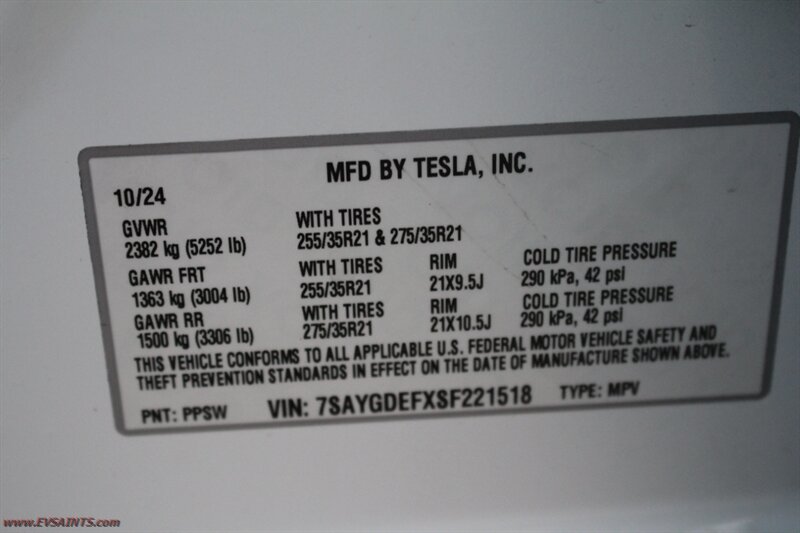 MFD BY TESLA, INC.
10/24
GVWR WITH TIRES
2382 kg (5252 lb) 255/35R21 & 275/35R21
GAWR FRT WITH TIRES RIM COLD TIRE PRESSURE
1363 kg (3004 lb) 255/35R21 21X9.5J 290 kPa, 42 psi
GAWR RR WITH TIRES RIM COLD TIRE PRESSURE
1500 kg (3306 lb) 275/35R21 21X10.5J 290 kPa, 42 psi
THIS VEHICLE CONFORMS TO ALL APPLICABLE U.S. FEDERAL MOTOR VEHICLE SAFETY AND
THEFT PREVENTION STANDARDS IN EFFECT ON THE DATE OF MANUFACTURE SHOWN ABOVE.
PNT: PPSW VIN: 7SAYGDEFXSF221518 TYPE: MPV
www.EVSAINTS.com